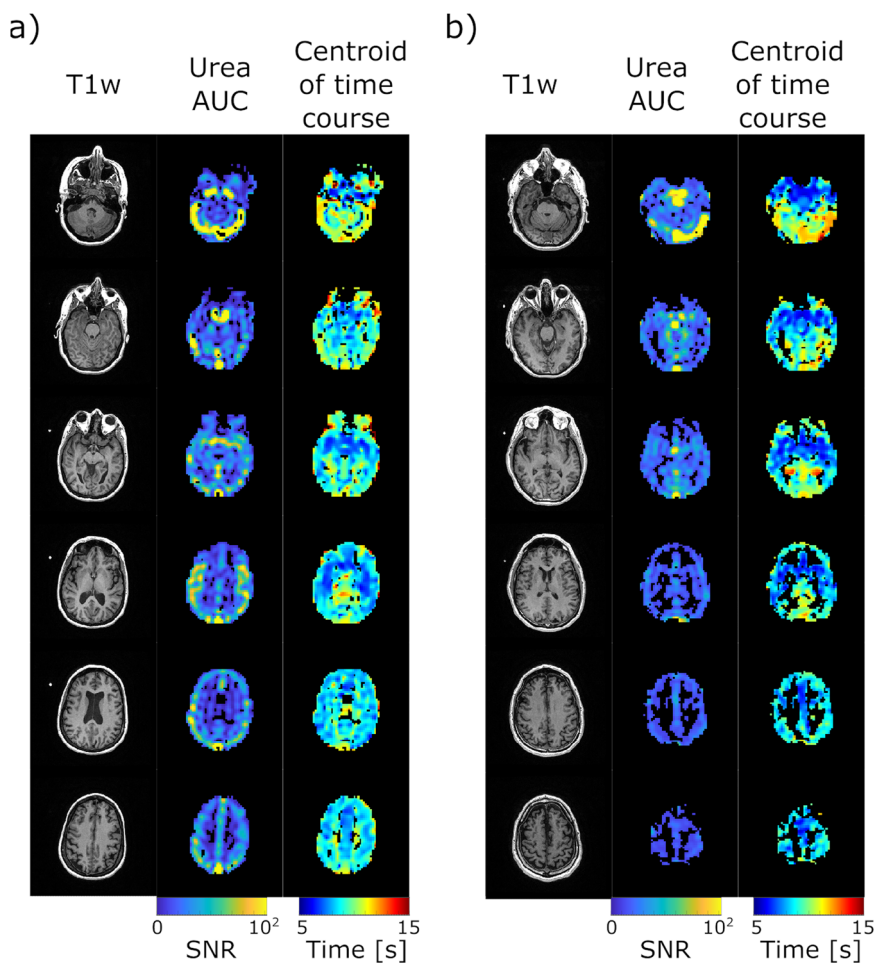 a)
T1w
Urea
AUC
Centroid
of time
course
0
10²
SNR
5
15
Time [s]
b)
T1w
Urea
AUC
Centroid
of time
course
0
10²
SNR
5
15
Time [s]